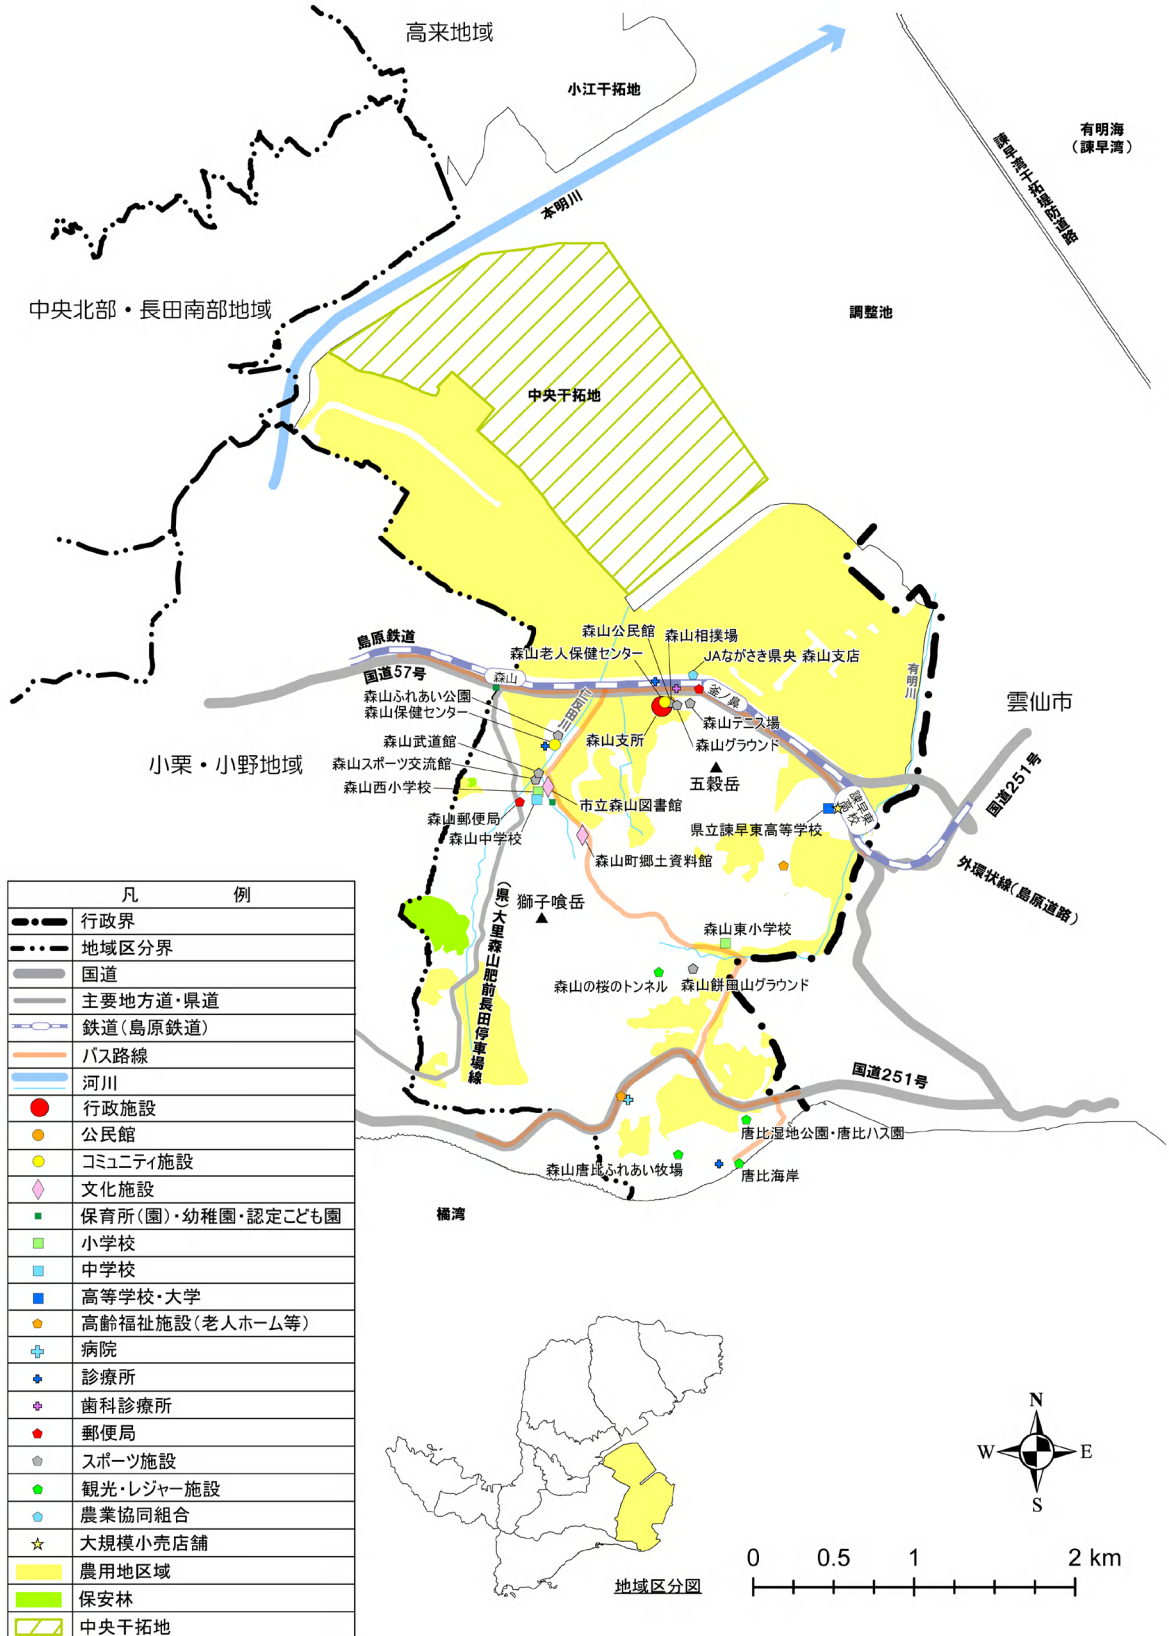 高来地域
小江干拓地
有明海
(諫早湾)
諫早湾干拓堤防道路
本明川
中央北部・長田南部地域
調整池
中央干拓地
島原鉄道
国道57号
森山
森山公民館
森山相撲場
森山老人保健センター
JAながさき県央 森山支店
有明川
釜ノ鼻
仁反田川
森山ふれあい公園
森山保健センター
森山テニス場
森山支所
森山グラウンド
雲仙市
小栗・小野地域
森山武道館
森山スポーツ交流館
森山西小学校
五穀岳
国道251号
市立森山図書館
諫早東高校
森山郵便局
森山中学校
県立諫早東高等学校
森山町郷土資料館
外環状線(島原道路)
(県)大里森山肥前長田停車場線
獅子喰岳
森山東小学校
森山の桜のトンネル
森山餅田山グラウンド
国道251号
唐比湿地公園・唐比ハス園
森山唐比ふれあい牧場
唐比海岸
橘湾
凡 例
行政界
地域区分界
国道
主要地方道・県道
鉄道(島原鉄道)
バス路線
河川
行政施設
公民館
コミュニティ施設
文化施設
保育所(園)・幼稚園・認定こども園
小学校
中学校
高等学校・大学
高齢福祉施設(老人ホーム等)
病院
診療所
歯科診療所
郵便局
スポーツ施設
観光・レジャー施設
農業協同組合
大規模小売店舗
農用地区域
保安林
中央干拓地
地域区分図
N
W E
S
0 0.5 1 2 km